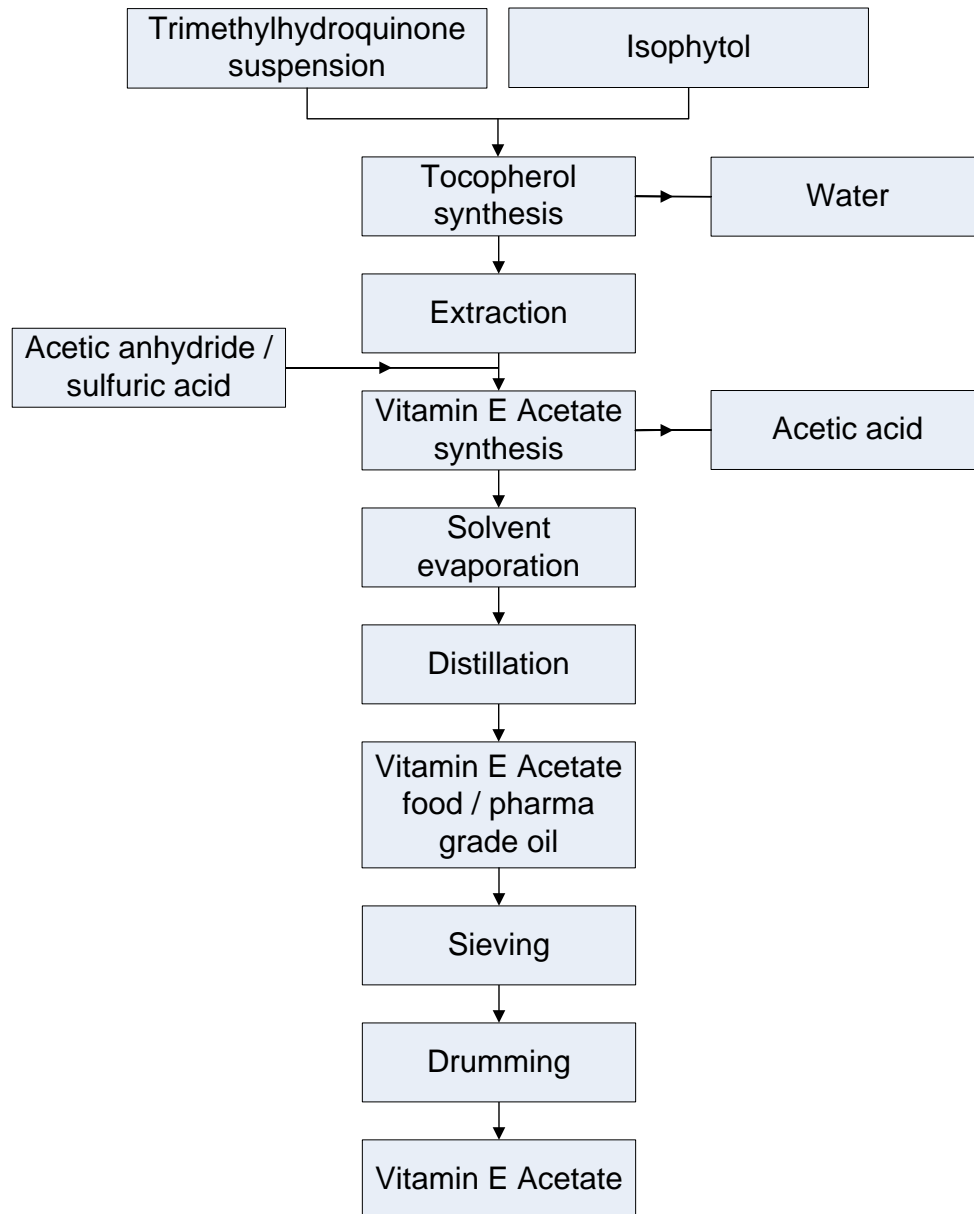 Trimethylhydroquinone
suspension
Isophytol
Tocopherol
synthesis
Water
Extraction
Acetic anhydride /
sulfuric acid
Vitamin E Acetate
synthesis
Acetic acid
Solvent
evaporation
Distillation
Vitamin E Acetate
food / pharma
grade oil
Sieving
Drumming
Vitamin E Acetate